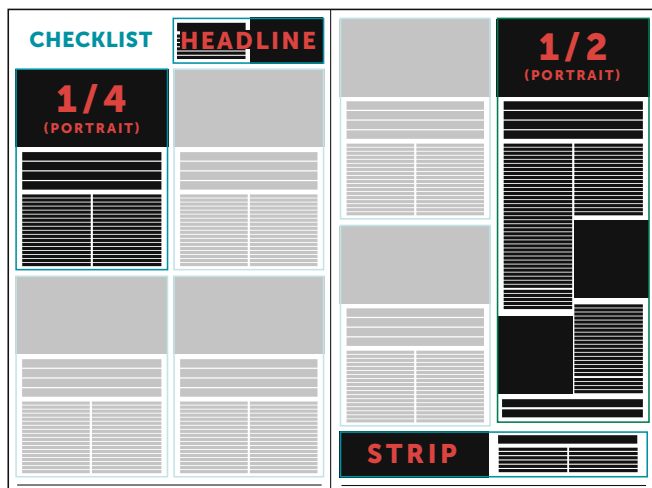 CHECKLIST
HEADLINE
1/4
(PORTRAIT)
1/2
(PORTRAIT)
STRIP